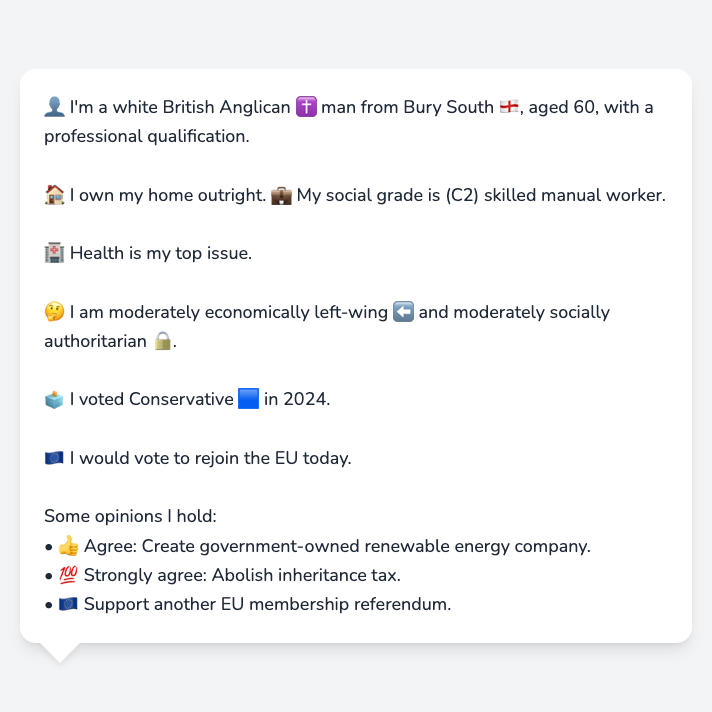 👤 I'm a white British Anglican ✝️ man from Bury South 🏴󠁧󠁢󠁥󠁮󠁧󠁿, aged 60, with a
professional qualification.
🏠 I own my home outright. 💼 My social grade is (C2) skilled manual worker.
🏥 Health is my top issue.
🤔 I am moderately economically left-wing ⬅️ and moderately socially
authoritarian 🔒.
🗳️ I voted Conservative 🟦 in 2024.
🇪🇺 I would vote to rejoin the EU today.
Some opinions I hold:
• 👍 Agree: Create government-owned renewable energy company.
• 💯 Strongly agree: Abolish inheritance tax.
• 🇪🇺 Support another EU membership referendum.